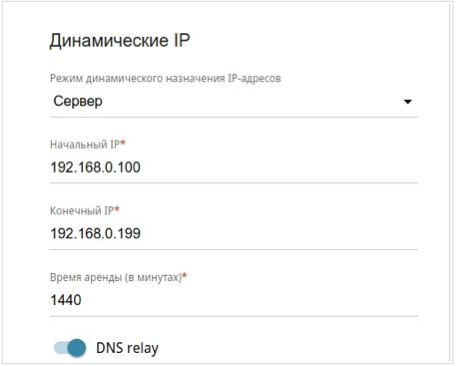 Динамические IP
Режим динамического назначения IP-адресов
Сервер
Начальный IP*
192.168.0.100
Конечный IP*
192.168.0.199
Время аренды (в минутах)*
1440
DNS relay